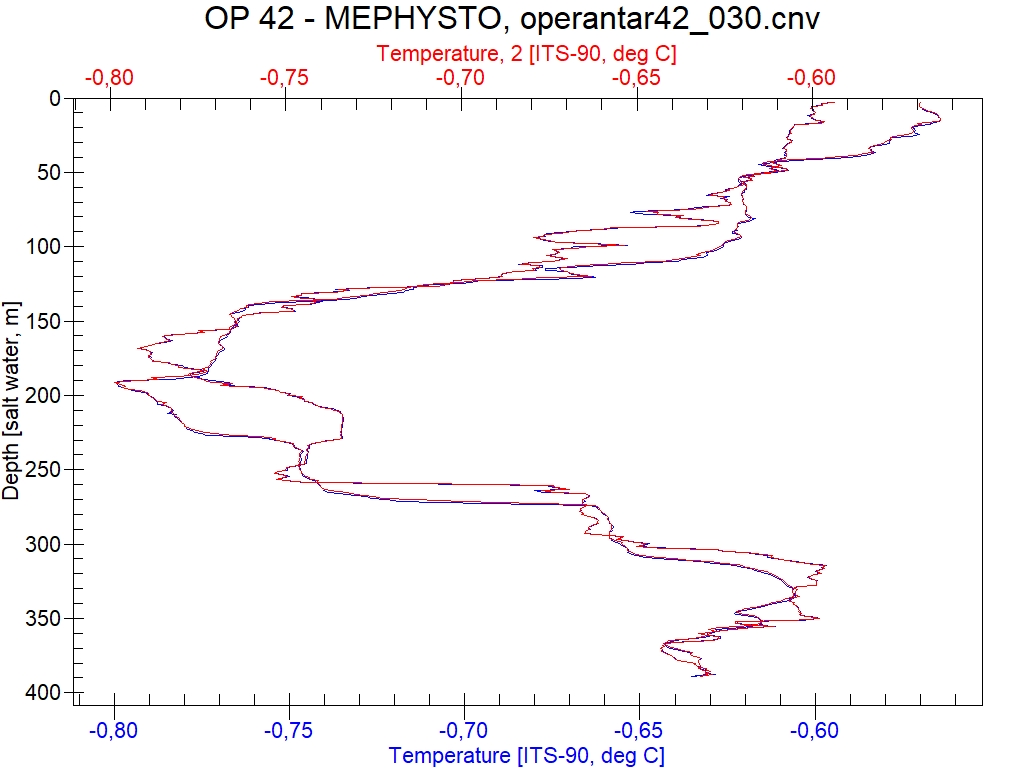 OP 42 - MEPHYSTO, operantar42_030.cnv
Temperature, 2 [ITS-90, deg C]
-0,80 -0,75 -0,70 -0,65 -0,60
0
50
100
150
200
250
300
350
400
Depth [salt water, m]
-0,80 -0,75 -0,70 -0,65 -0,60
Temperature [ITS-90, deg C]